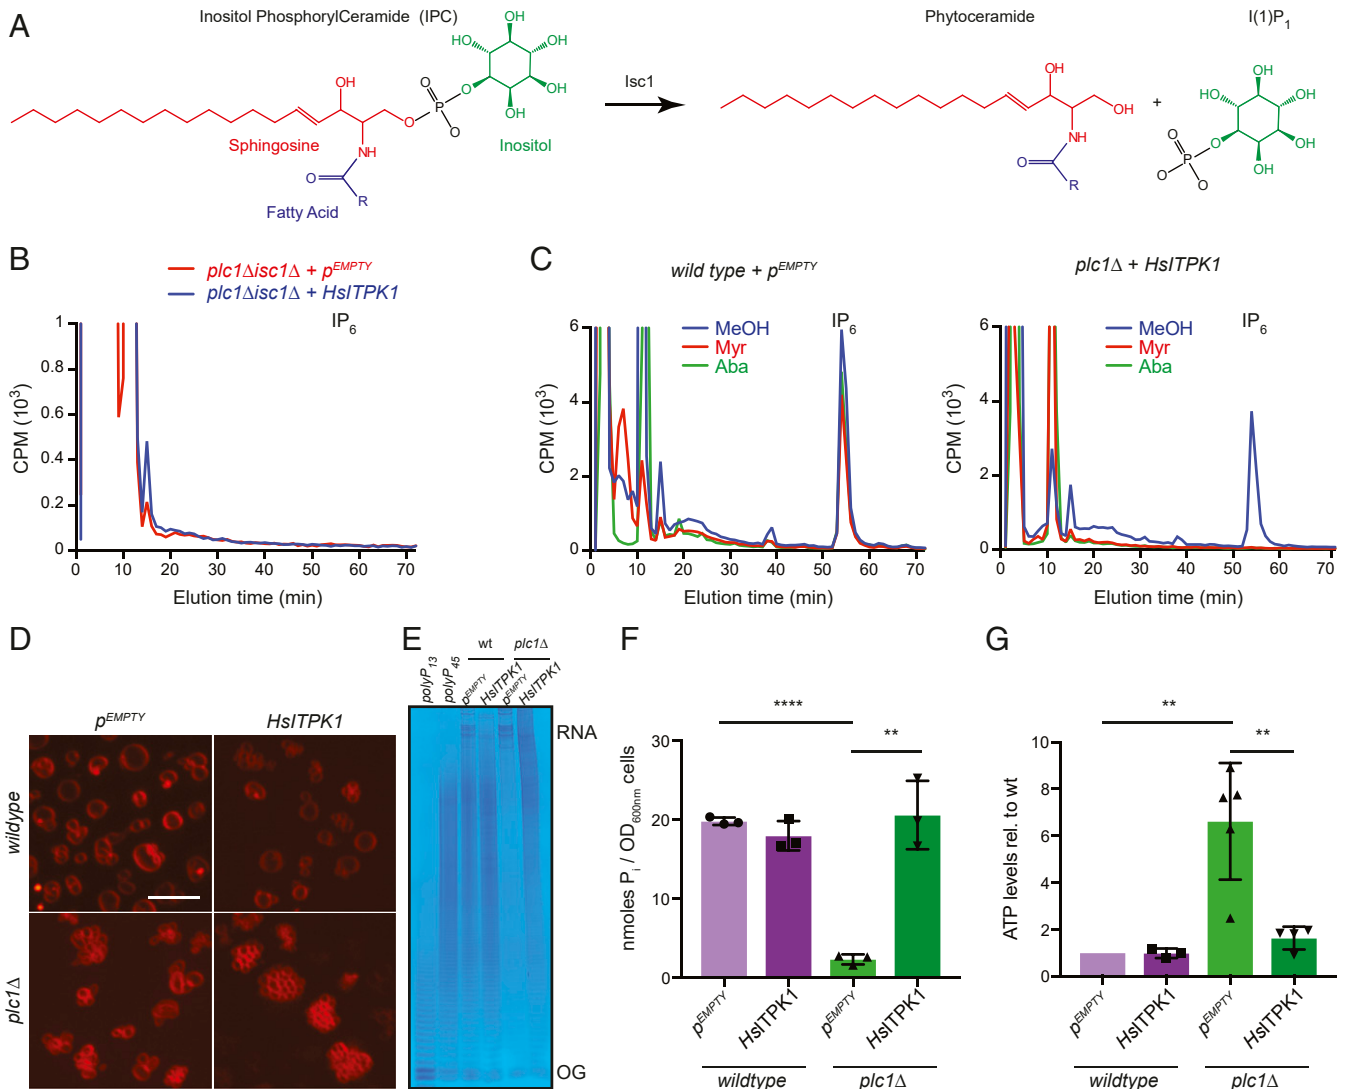 A
Inositol PhosphorylCeramide (IPC)
Phytoceramide
I(1)P1
OH
HO
OH
HO
OH
OH
O
O
P
O
O
OH
NH
O
R
Sphingosine
Inositol
Fatty Acid
Isc1
OH
OH
NH
O
R
+
OH
OH
OH
HO
OH
OH
O
O
P
O
O
B
plc1Δisc1Δ + pEMPTY
plc1Δisc1Δ + HsITPK1
IP6
CPM (10³)
1
0.8
0.6
0.4
0.2
0
0 10 20 30 40 50 60 70
Elution time (min)
C
wild type + pEMPTY
MeOH
Myr
Aba
IP6
CPM (10³)
6
4
2
0
0 10 20 30 40 50 60 70
Elution time (min)
plc1Δ + HsITPK1
MeOH
Myr
Aba
IP6
CPM (10³)
6
4
2
0
0 10 20 30 40 50 60 70
Elution time (min)
D
pEMPTY
HsITPK1
wildtype
plc1Δ
E
wt
plc1Δ
polyP13
polyP45
pEMPTY
HsITPK1
pEMPTY
HsITPK1
RNA
OG
F
****
**
nmoles Pi / OD600nm cells
30
20
10
0
pEMPTY
HsITPK1
pEMPTY
HsITPK1
wildtype
plc1Δ
G
**
**
ATP levels rel. to wt
10
8
6
4
2
0
pEMPTY
HsITPK1
pEMPTY
HsITPK1
wildtype
plc1Δ